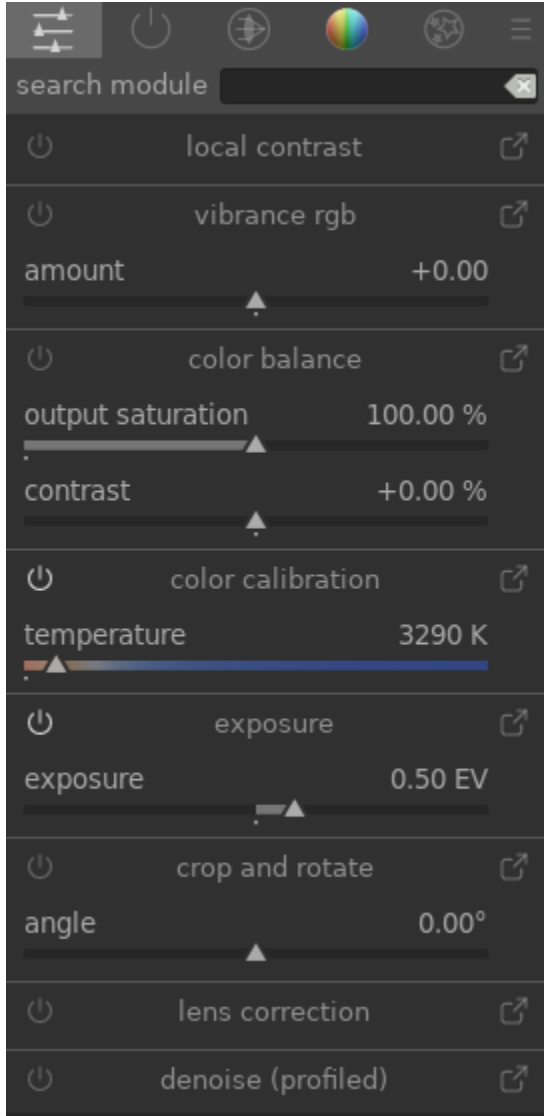 search module
local contrast
vibrance rgb
amount +0.00
color balance
output saturation 100.00 %
contrast +0.00 %
color calibration
temperature 3290 K
exposure
exposure 0.50 EV
crop and rotate
angle 0.00°
lens correction
denoise (profiled)